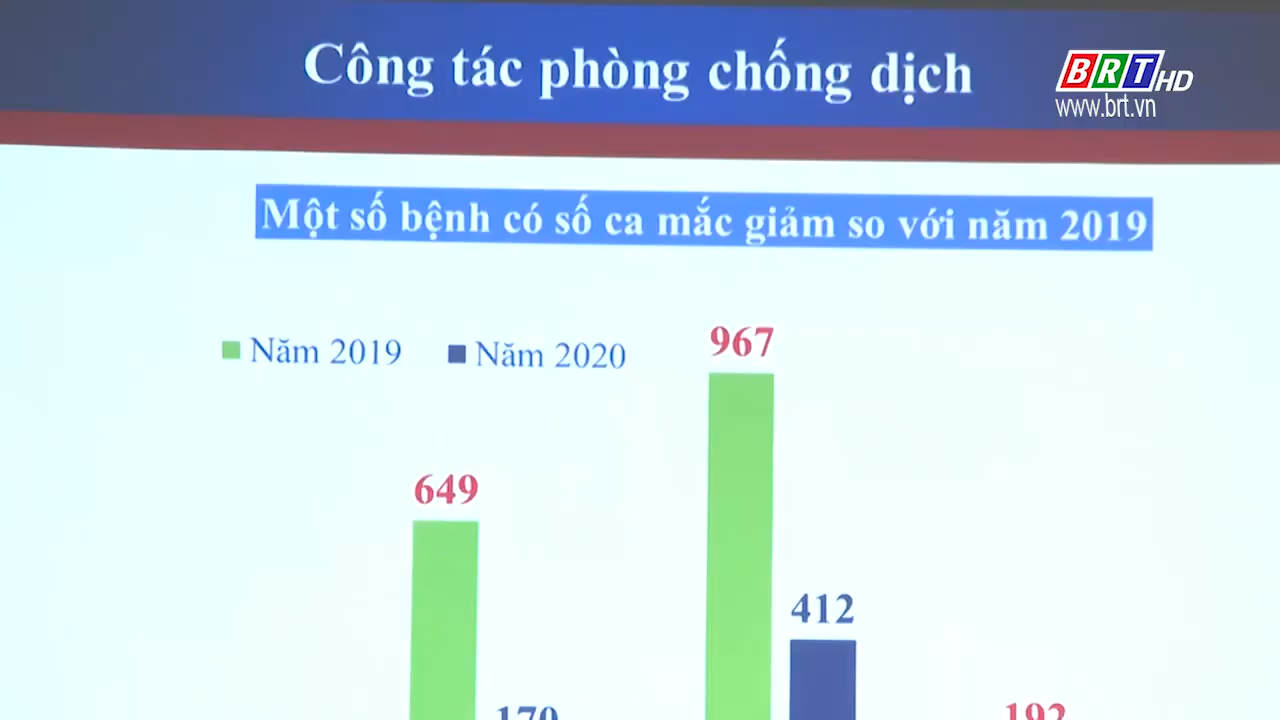 Công tác phòng chống dịch
BRT HD
www.brt.vn
Một số bệnh có số ca mắc giảm so với năm 2019
Năm 2019
Năm 2020
967
649
412
192